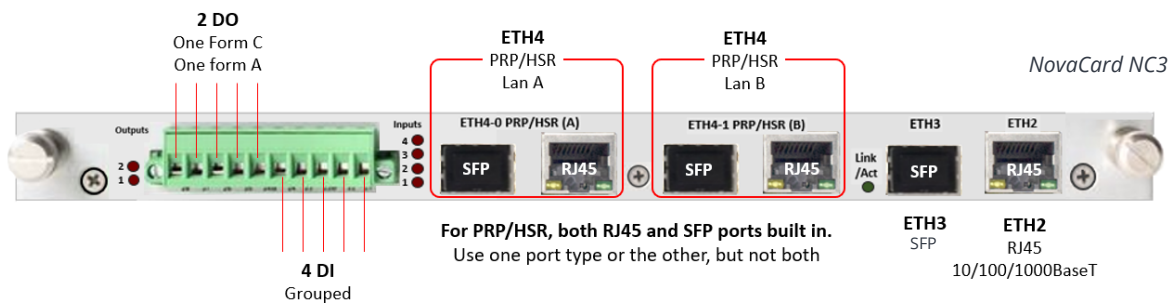 2 DO
One Form C
One form A
ETH4
PRP/HSR
Lan A
ETH4
PRP/HSR
Lan B
NovaCard NC3
Outputs
2
1
Inputs
4
3
2
1
ETH4-0 PRP/HSR (A)
SFP
RJ45
ETH4-1 PRP/HSR (B)
SFP
RJ45
Link
/Act
ETH3
SFP
ETH2
RJ45
For PRP/HSR, both RJ45 and SFP ports built in.
Use one port type or the other, but not both
ETH3
SFP
ETH2
RJ45
10/100/1000BaseT
4 DI
Grouped